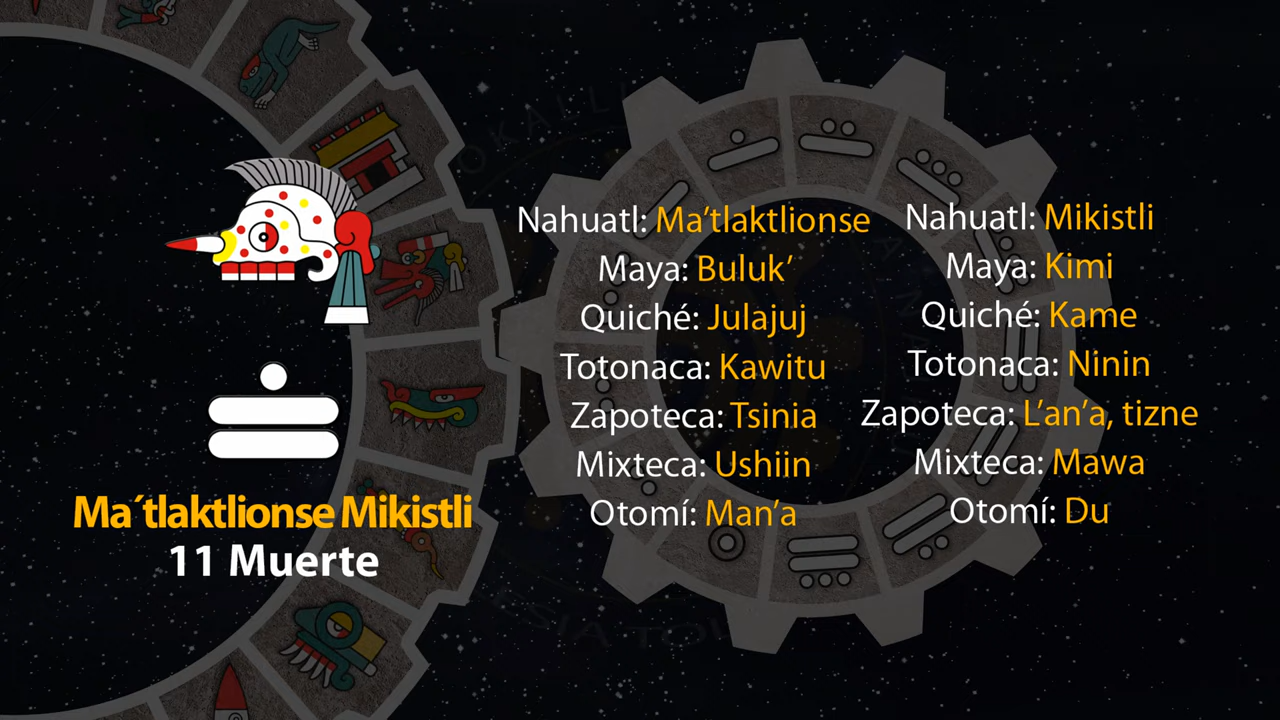 Nahuatl: Ma’tlaktlionse
Maya: Buluk’
Quiché: Julajuj
Totonaca: Kawitu
Zapoteca: Tsinia
Mixteca: Ushiin
Otomí: Man’a
Nahuatl: Mikistli
Maya: Kimi
Quiché: Kame
Totonaca: Ninin
Zapoteca: L’an’a, tizne
Mixteca: Mawa
Otomí: Du
Ma´tlaktlionse Mikistli
11 Muerte